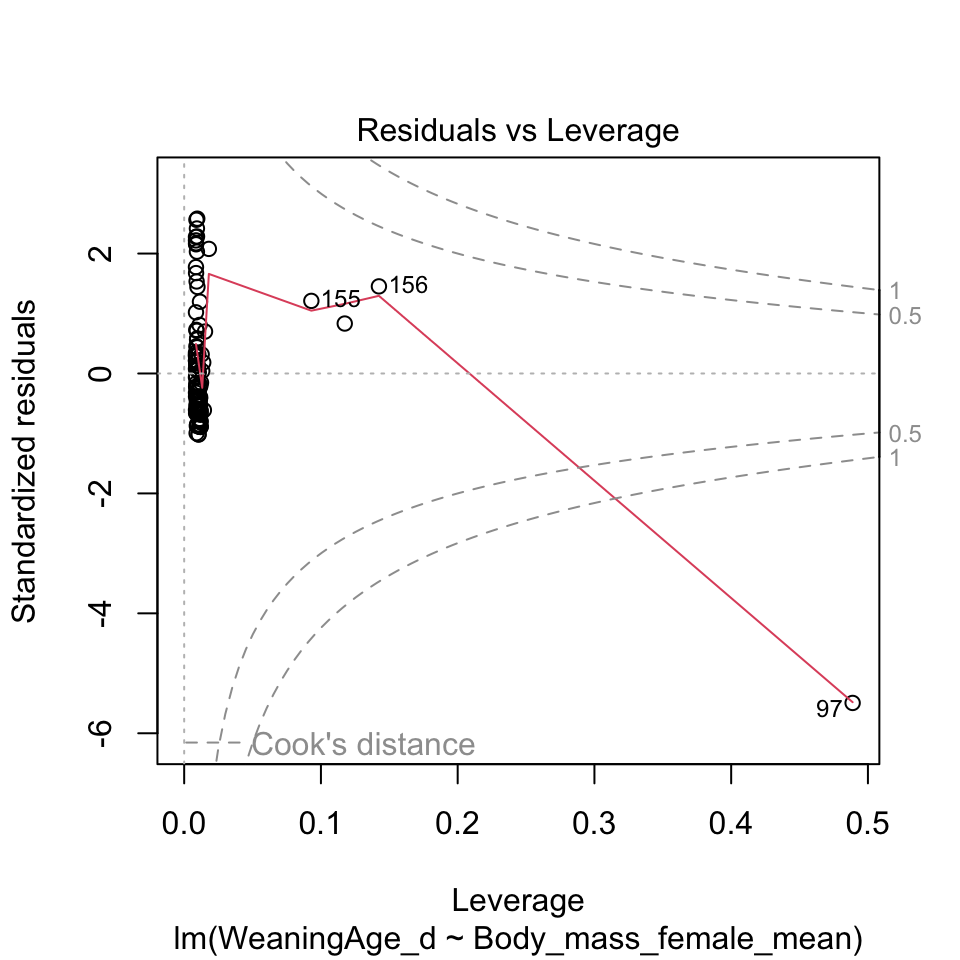 Residuals vs Leverage
Standardized residuals
2
0
-2
-4
-6
155
156
97
1
0.5
0.5
1
Cook's distance
0.0 0.1 0.2 0.3 0.4 0.5
Leverage
lm(WeaningAge_d ~ Body_mass_female_mean)